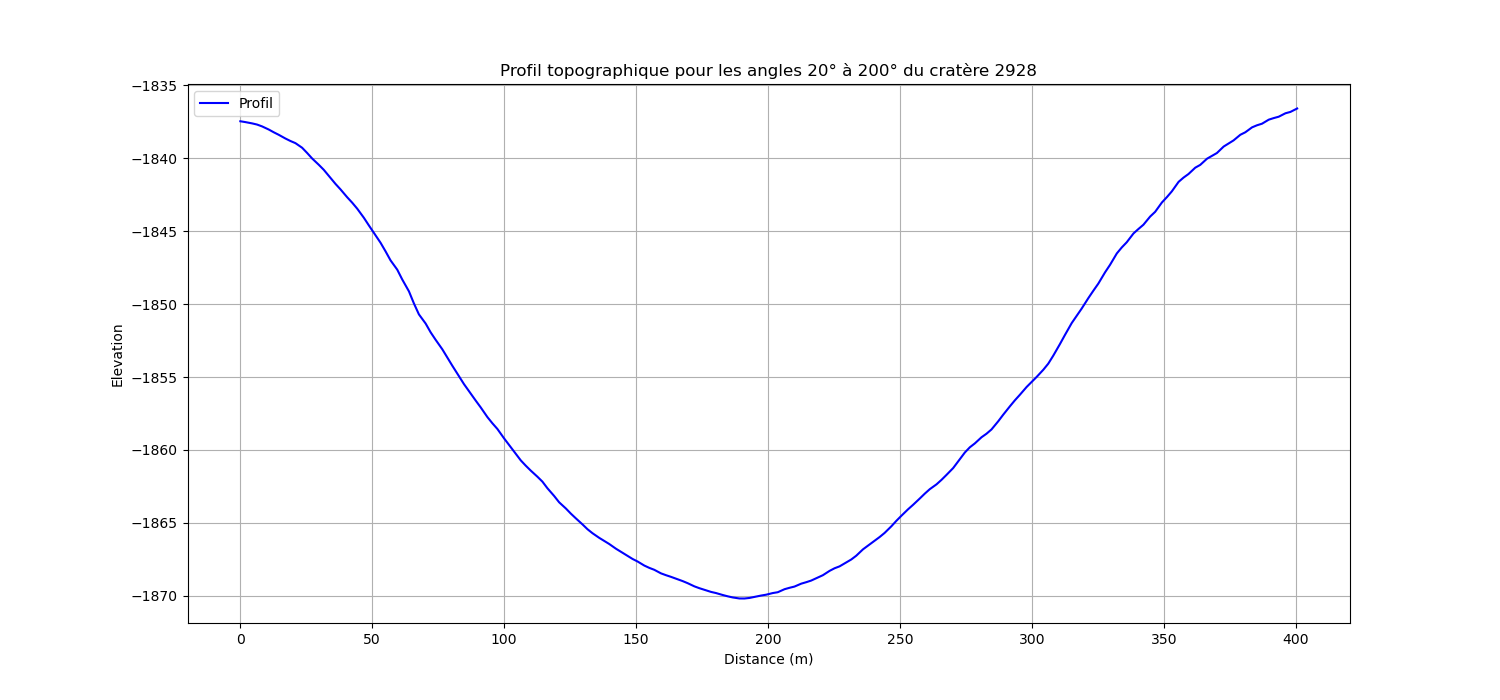 Profil topographique pour les angles 20° à 200° du cratère 2928
Profil
Elevation
−1835
−1840
−1845
−1850
−1855
−1860
−1865
−1870
0 50 100 150 200 250 300 350 400
Distance (m)